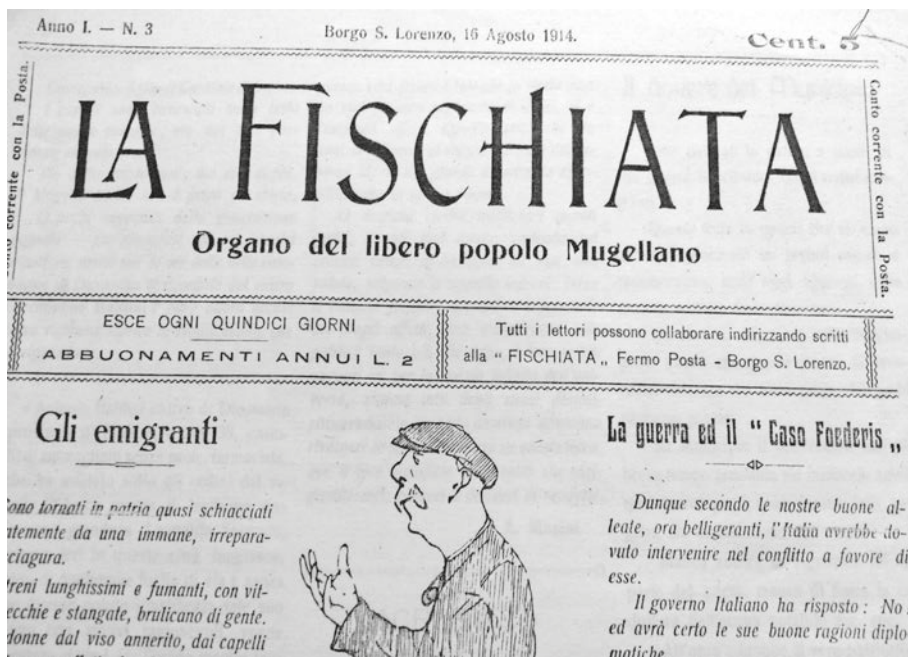 Anno I. — N. 3
Borgo S. Lorenzo, 16 Agosto 1914.
Cent. 5
corrente con la Posta.
LA FISCHIATA
Conto corrente con la Posta.
Organo del libero popolo Mugellano
ESCE OGNI QUINDICI GIORNI
ABBUONAMENTI ANNUI L. 2
Tutti i lettori possono collaborare indirizzando scritti
alla " FISCHIATA „ Fermo Posta - Borgo S. Lorenzo.
Gli emigranti
ono tornati in patria quasi schiacciati
atemente da una immane, irrepara-
ciagura.
treni lunghissimi e fumanti, con vit-
ecchie e stangate, brulicano di gente.
donne dal viso annerito, dai capelli
La guerra ed il " Caso Foederis "
Dunque secondo le nostre buone al-
leate, ora belligeranti, l'Italia avrebbe do-
vuto intervenire nel conflitto a favore di
esse.
Il governo Italiano ha risposto: No
ed avrà certo le sue buone ragioni diplo-
matiche